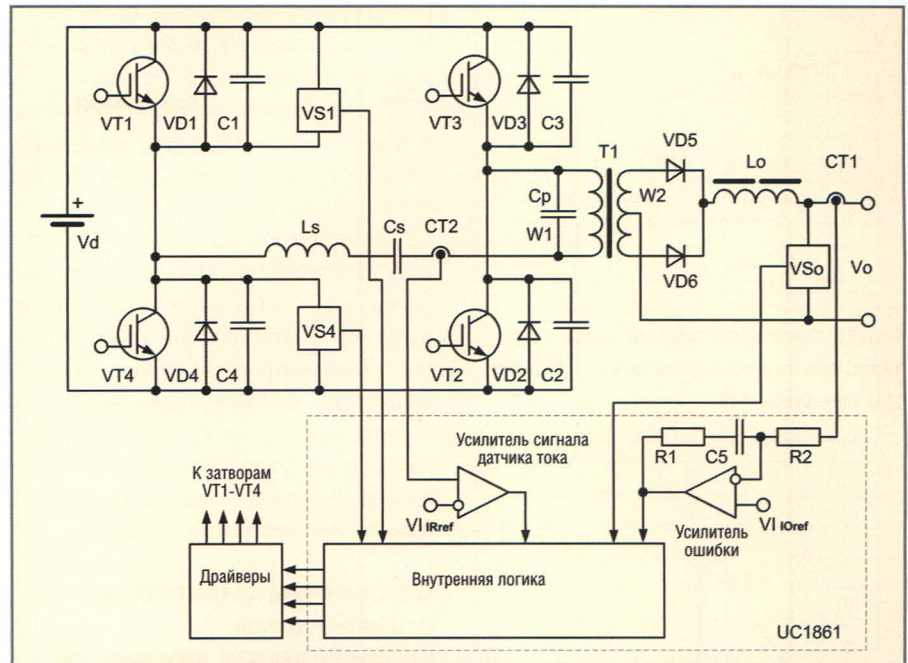 VT1 VD1 C1 VS1
VT3 VD3 C3
T1 VD5 Lo CT1
+
Vd
Ls Cs CT2
Cp
W1
W2
VD6
VSo
Vo
VT4 VD4 C4 VS4
VT2 VD2 C2
Усилитель сигнала
датчика тока
R1 C5 R2
К затворам
VT1-VT4
VI IRref
VI IOref
Усилитель
ошибки
Драйверы
Внутренняя логика
UC1861